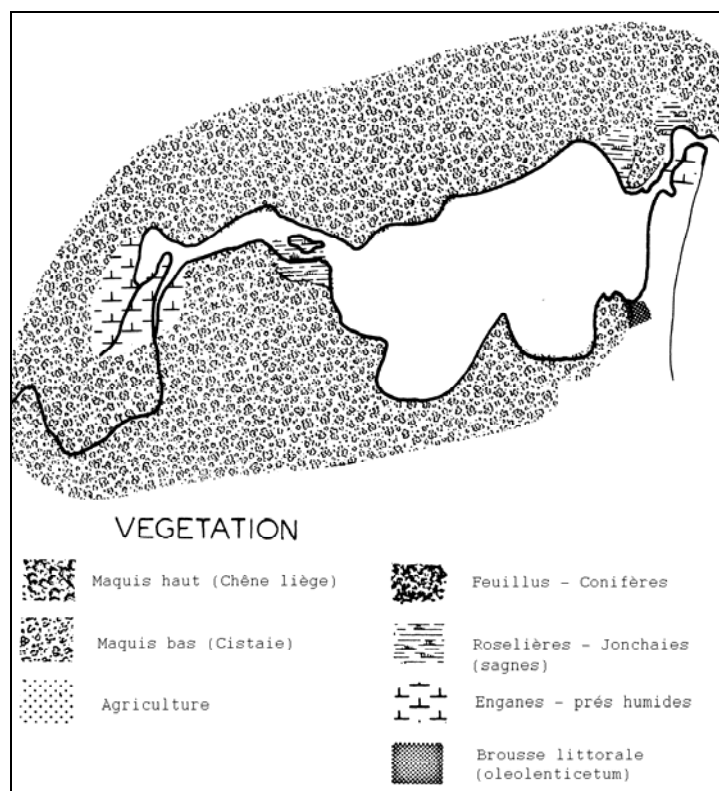 VEGETATION
Maquis haut (Chêne liège)
Maquis bas (Cistaie)
Agriculture
Feuillus - Conifères
Roselières - Jonchaies
(sagnes)
Enganes - prés humides
Brousse littorale
(oleolenticetum)